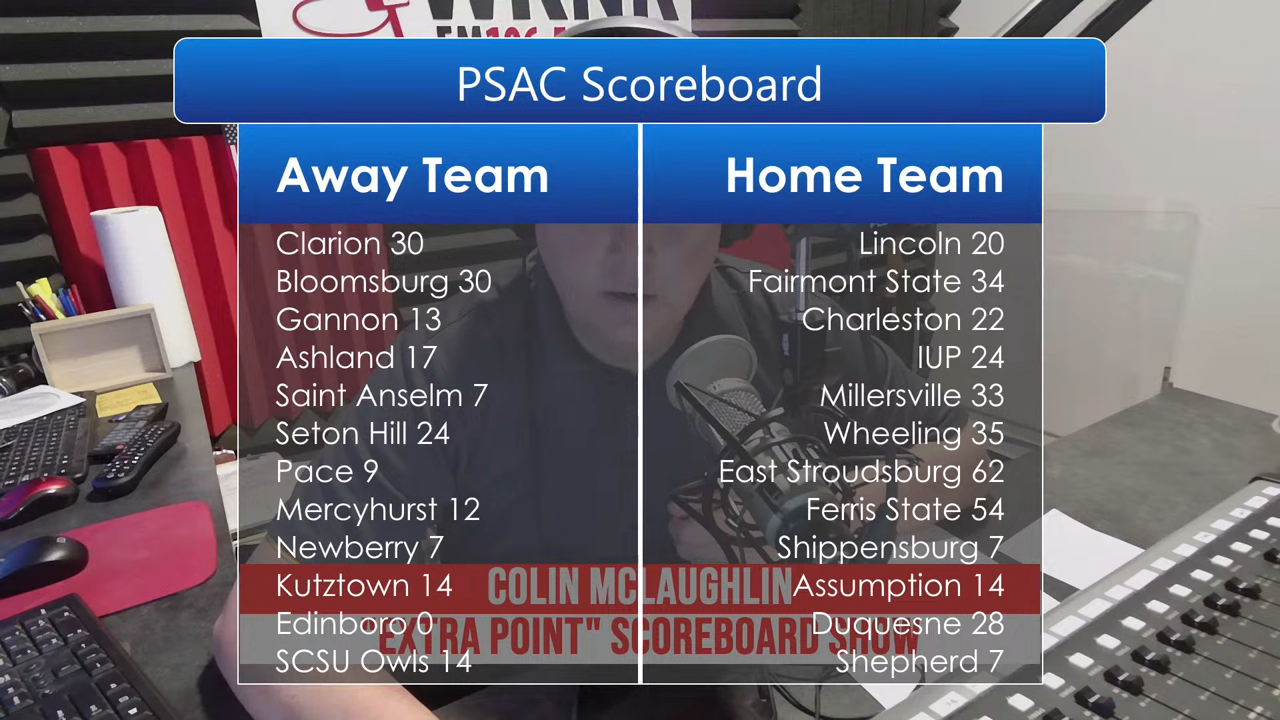 FM106.
PSAC Scoreboard
Away Team Home Team
Clarion 30 Lincoln 20
Bloomsburg 30 Fairmont State 34
Gannon 13 Charleston 22
Ashland 17 IUP 24
Saint Anselm 7 Millersville 33
Seton Hill 24 Wheeling 35
Pace 9 East Stroudsburg 62
Mercyhurst 12 Ferris State 54
Newberry 7 Shippensburg 7
Kutztown 14 Assumption 14
COLIN MCLAUGHLIN
Edinboro 0 Duquesne 28
"EXTRA POINT" SCOREBOARD SHOW
SCSU Owls 14 Shepherd 7